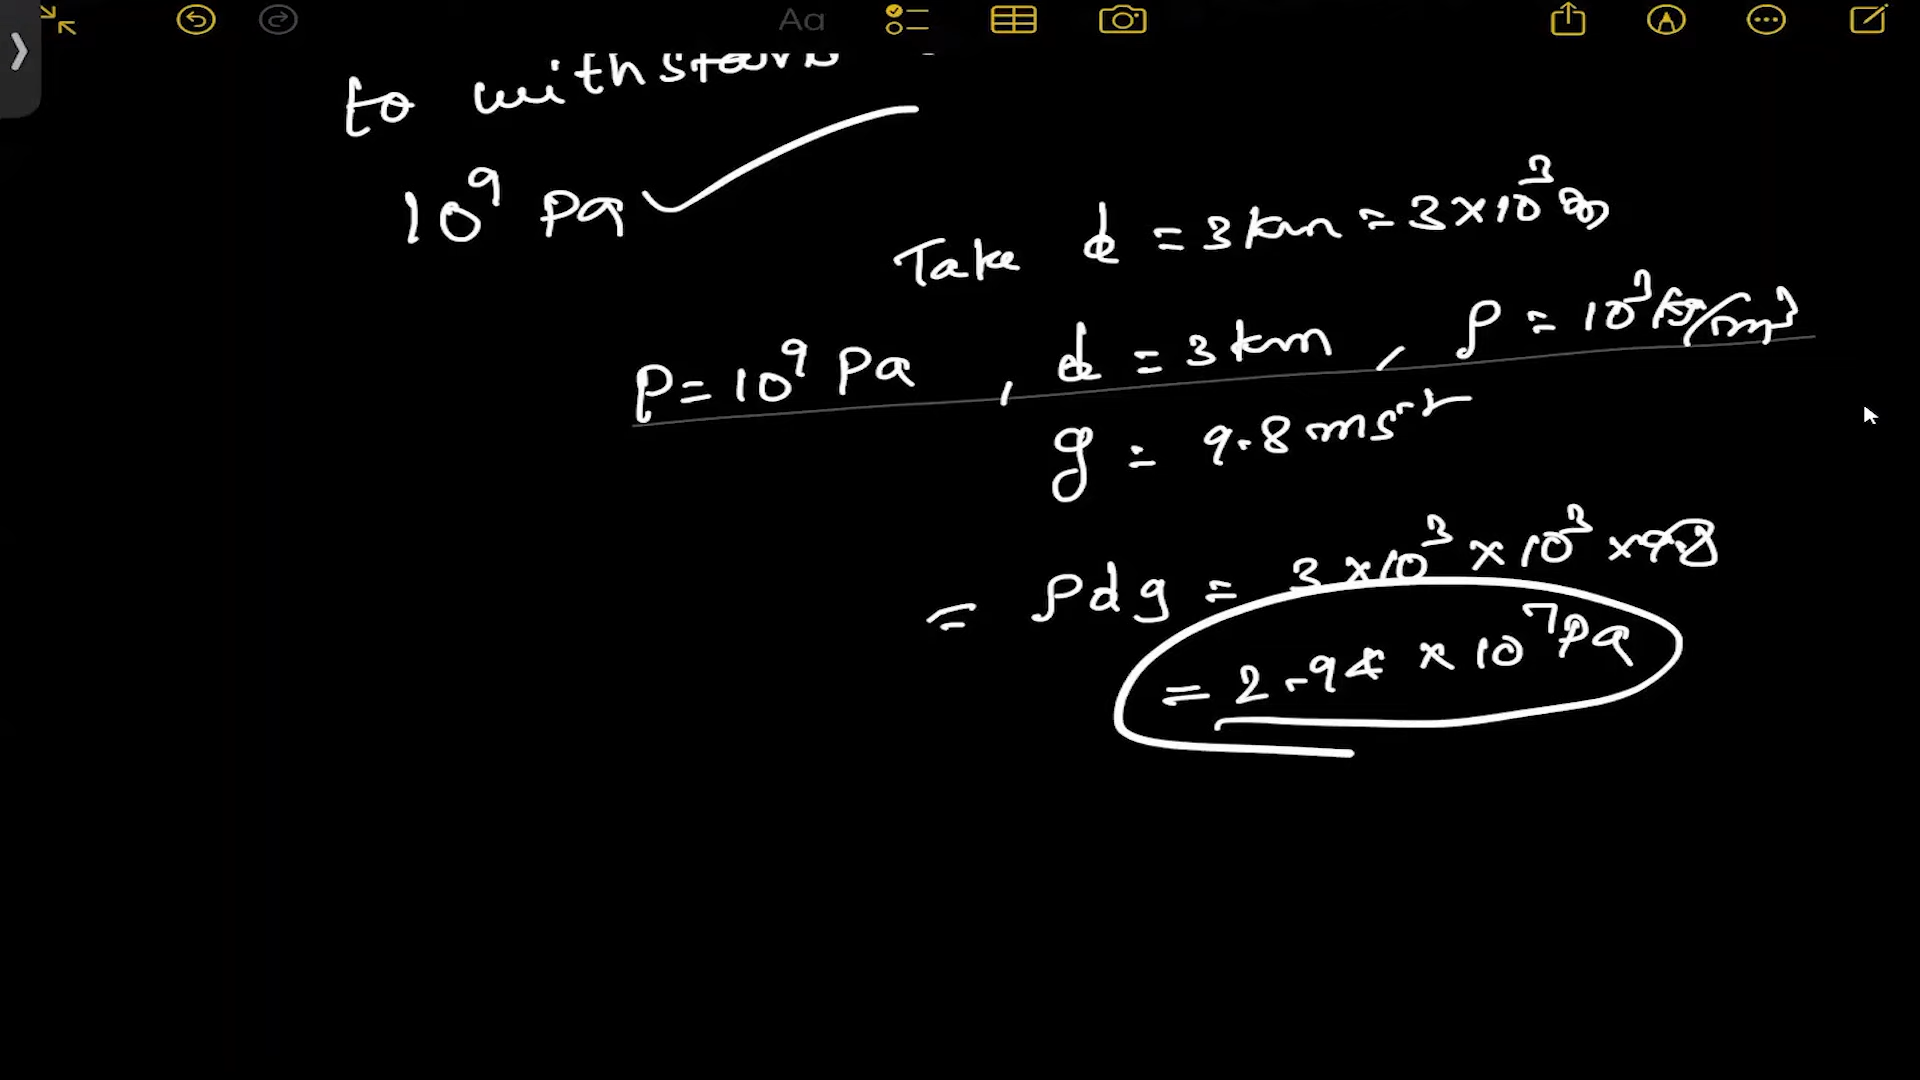 Aa
to withstand
10⁹ Pa
Take d = 3 km = 3×10³ m
P = 10⁹ Pa , d = 3 km , ρ = 10³ kg/m³
g = 9.8 ms⁻²
= ρdg = 3 ×10³ × 10³ × 9.8
= 2.94 × 10⁷ Pa